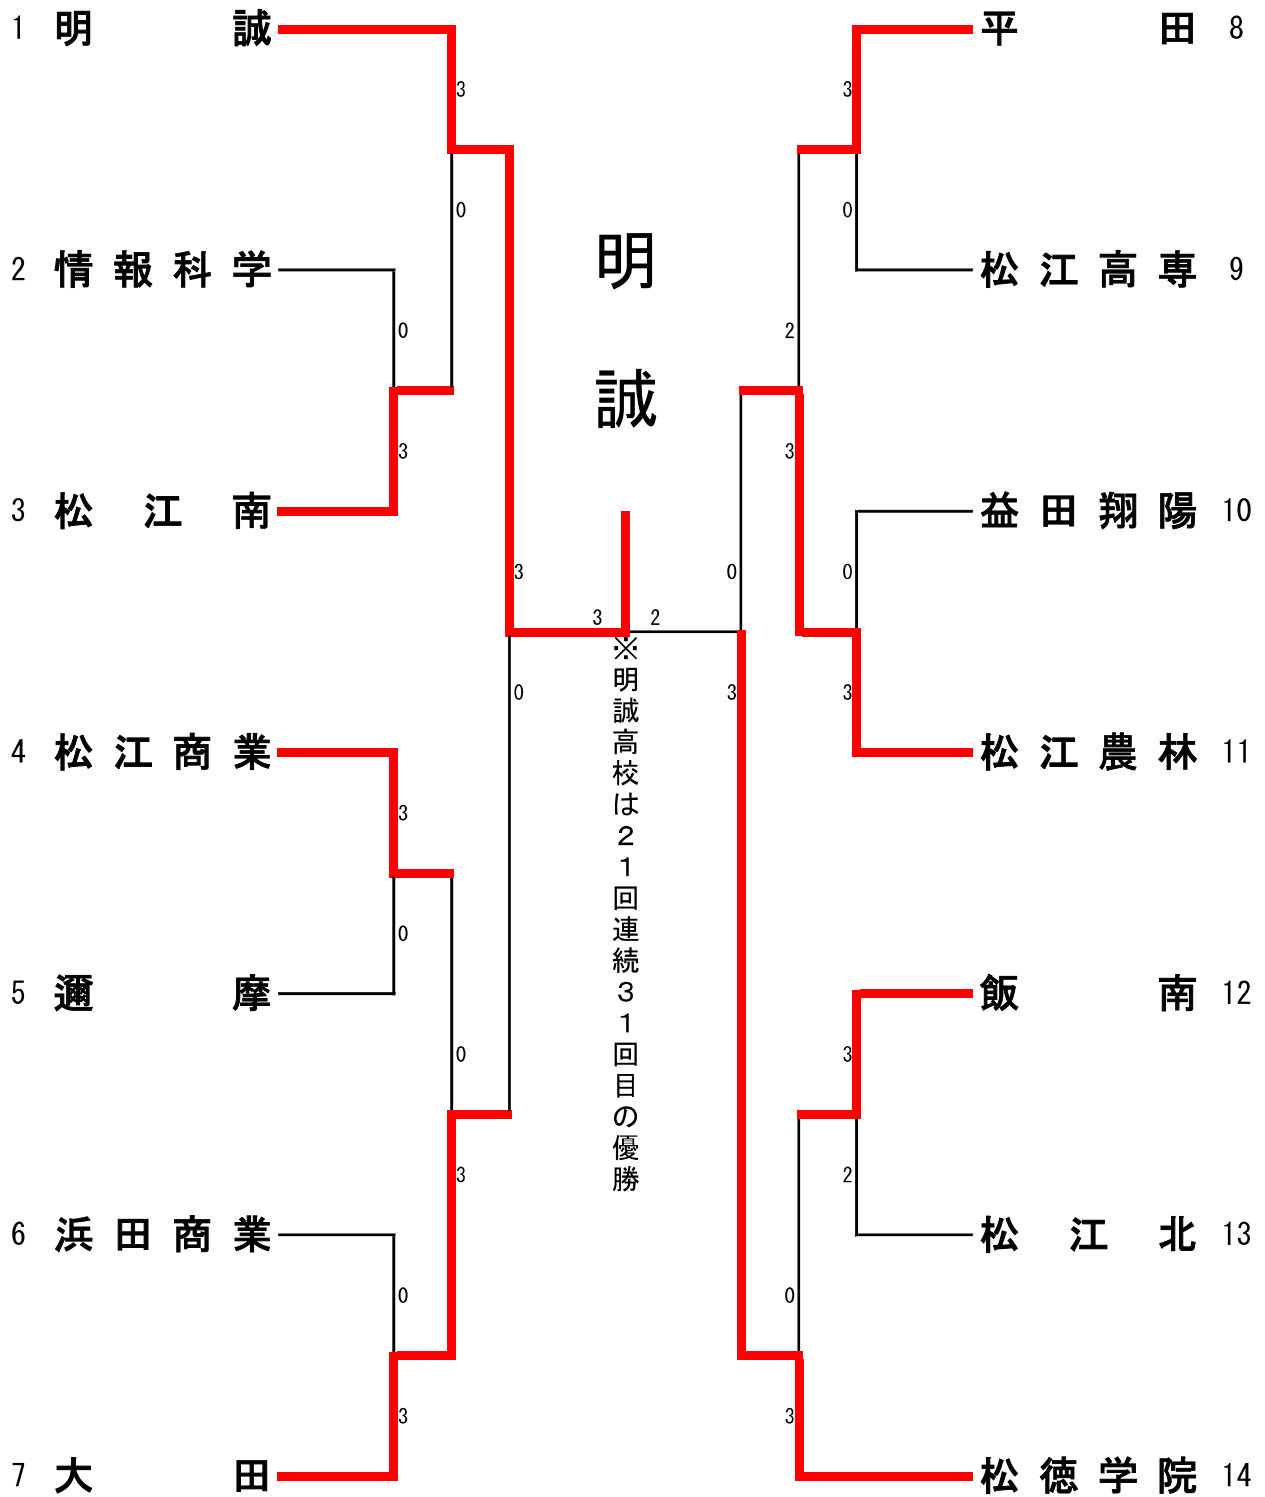 1 明 誠
2 情報科学
3 松江南
4 松江商業
5 邇摩
6 浜田商業
7 大田
3
0
0
3
3
0
3
0
0
3
0
3
明誠
3 2
※明誠高校は21回連続31回目の優勝
3
0
2
3
0
0
3
3
3
2
0
3
平田 8
松江高専 9
益田翔陽 10
松江農林 11
飯南 12
松江北 13
松徳学院 14